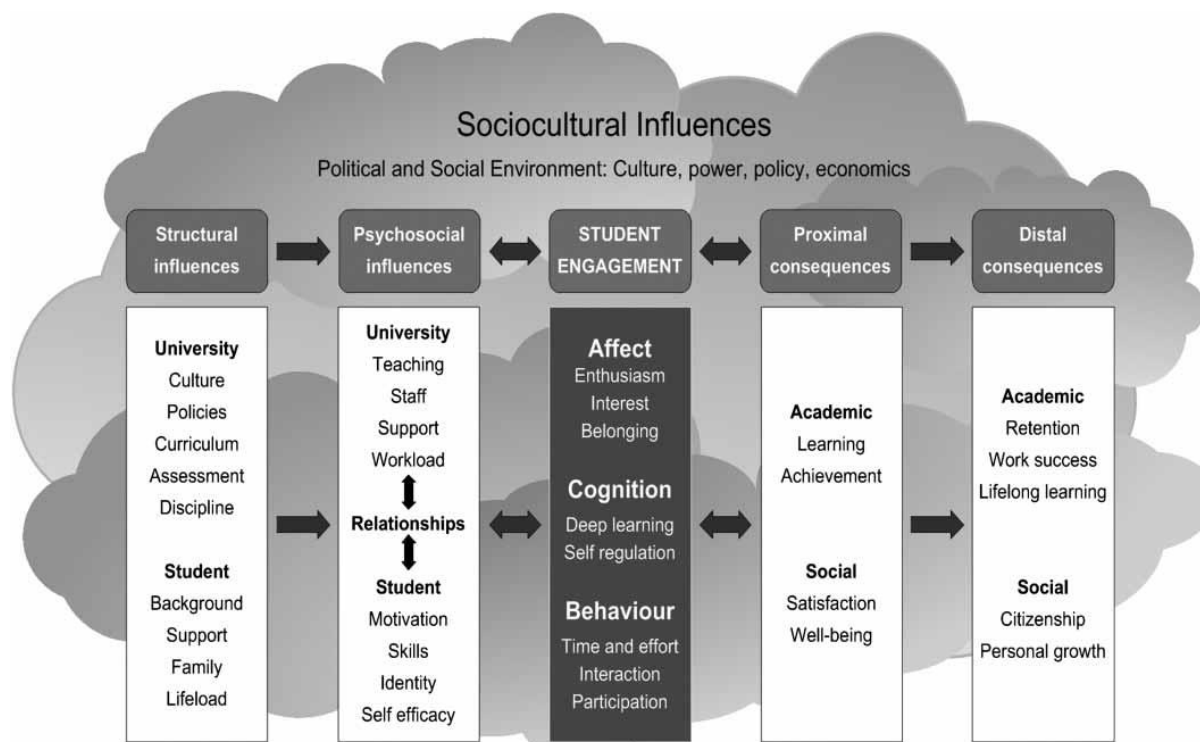 Sociocultural Influences
Political and Social Environment: Culture, power, policy, economics
Structural
influences
Psychosocial
influences
STUDENT
ENGAGEMENT
Proximal
consequences
Distal
consequences
University
Culture
Policies
Curriculum
Assessment
Discipline
Student
Background
Support
Family
Lifeload
University
Teaching
Staff
Support
Workload
Relationships
Student
Motivation
Skills
Identity
Self efficacy
Affect
Enthusiasm
Interest
Belonging
Cognition
Deep learning
Self regulation
Behaviour
Time and effort
Interaction
Participation
Academic
Learning
Achievement
Social
Satisfaction
Well-being
Academic
Retention
Work success
Lifelong learning
Social
Citizenship
Personal growth